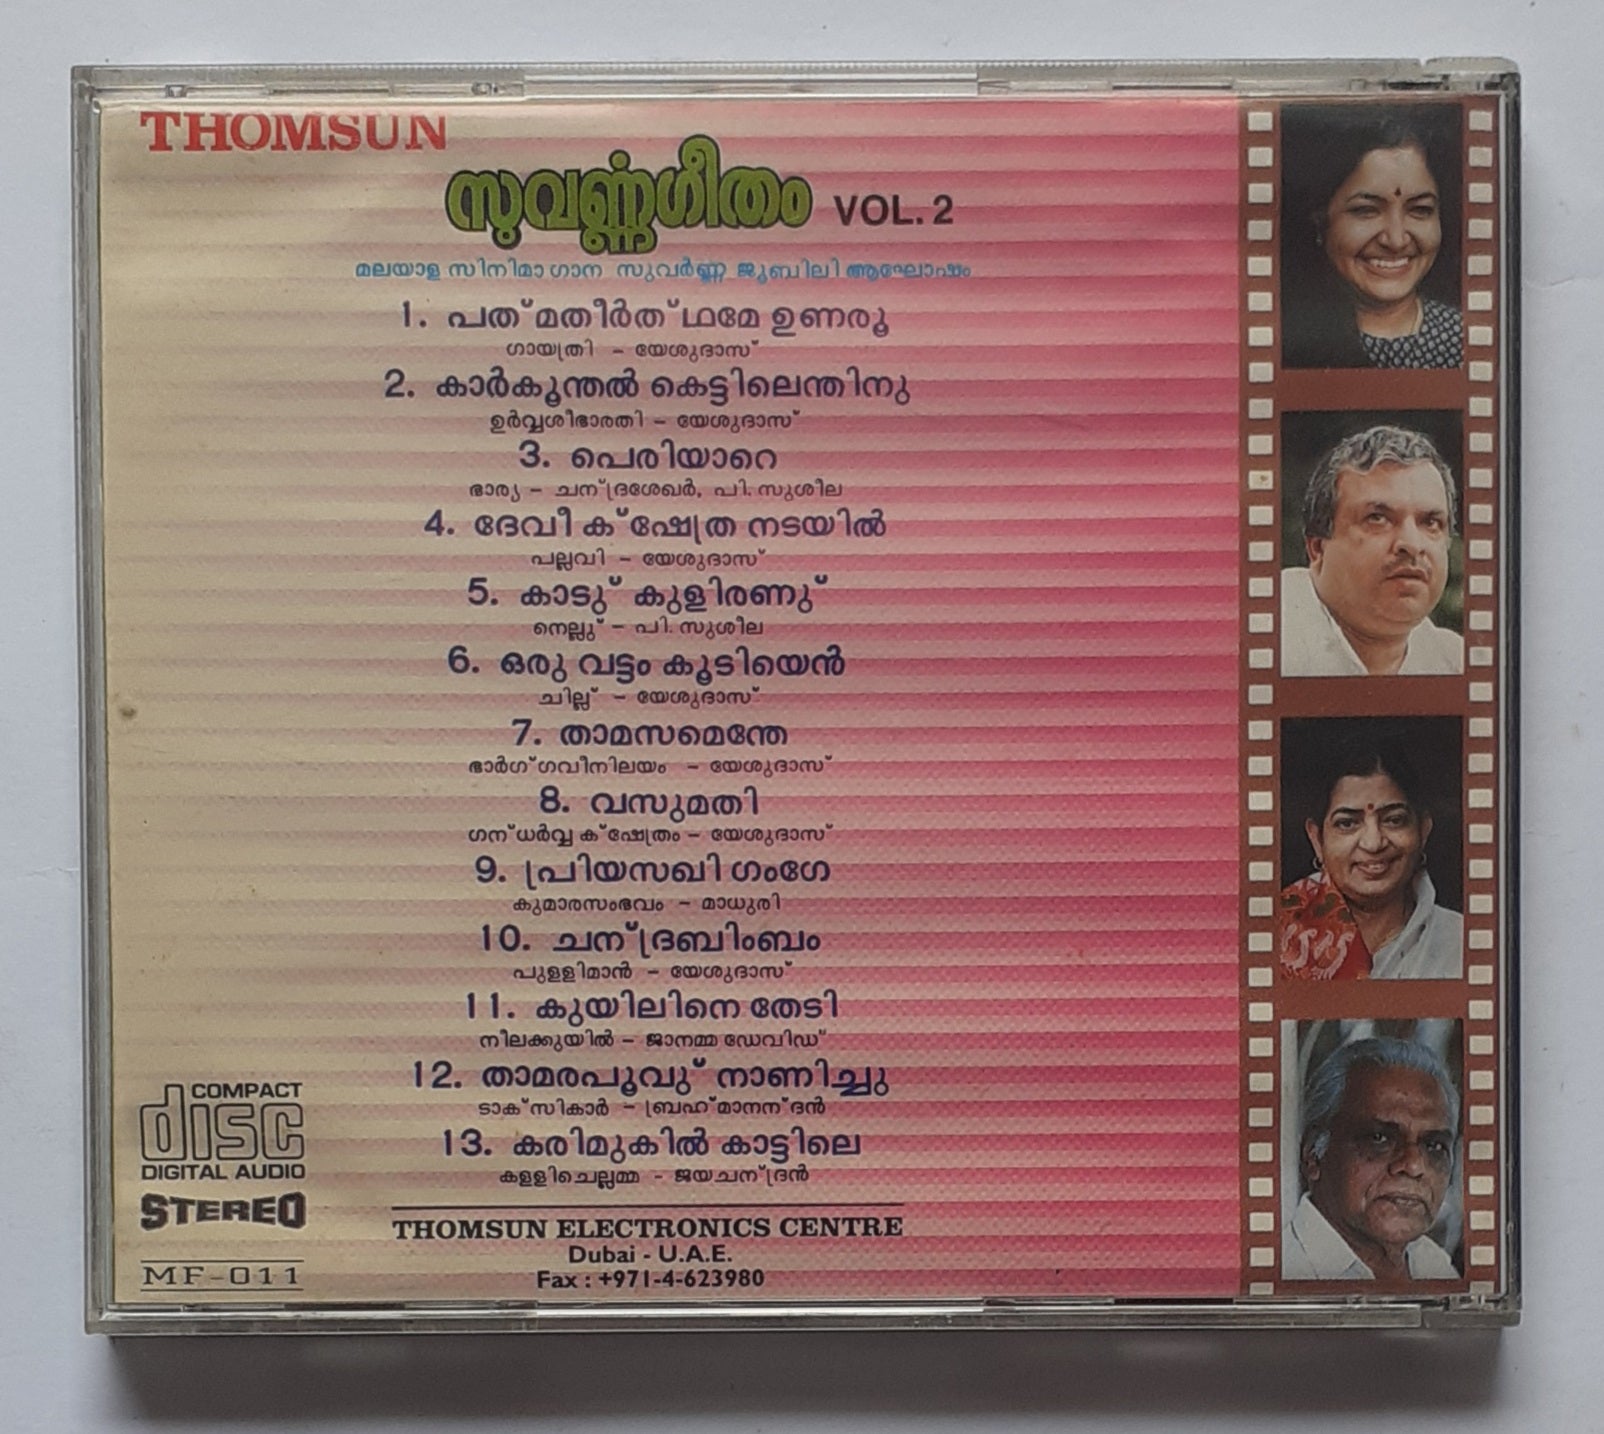 THOMSUN
സുവർണ്ണഗീതം VOL. 2
മലയാള സിനിമാ ഗാന സുവർണ്ണ ജൂബിലി ആഘോഷം
1. പത്‌മതീർത്‌ഥമേ ഉണരൂ
ഗായത്രി – യേശുദാസ്
2. കാർകൂന്തൽ കെട്ടിലെന്തിനു
ഉർവ്വശീഭാരതി – യേശുദാസ്
3. പെരിയാറെ
ഭാര്യ – ചന്‌ദ്രശേഖർ, പി. സുശീല
4. ദേവീ ക്‌ഷേത്ര നടയിൽ
പല്ലവി – യേശുദാസ്
5. കാടു് കുളിരണു്
നെല്ലു് – പി. സുശീല
6. ഒരു വട്ടം കൂടിയെൻ
ചില്ല് – യേശുദാസ്
7. താമസമെന്തേ
ഭാർഗ്‌ഗവീനിലയം – യേശുദാസ്
8. വസുമതി
ഗന്‌ധർവ്വ ക്‌ഷേത്രം – യേശുദാസ്
9. പ്രിയസഖി ഗംഗേ
കുമാരസംഭവം – മാധുരി
10. ചന്‌ദ്രബിംബം
പുള്ളിമാൻ – യേശുദാസ്
11. കുയിലിനെ തേടി
നീലക്കുയിൽ – ജാനമ്മ ഡേവിഡ്
12. താമരപൂവു് നാണിച്ചു
ടാക്‌സികാർ – ബ്രഹ്‌മാനന്‌ദൻ
13. കരിമുകിൽ കാട്ടിലെ
കള്ളിചെല്ലമ്മ – ജയചന്‌ദ്രൻ
COMPACT
disc
DIGITAL AUDIO
STEREO
MF-011
THOMSUN ELECTRONICS CENTRE
Dubai - U.A.E.
Fax : +971-4-623980